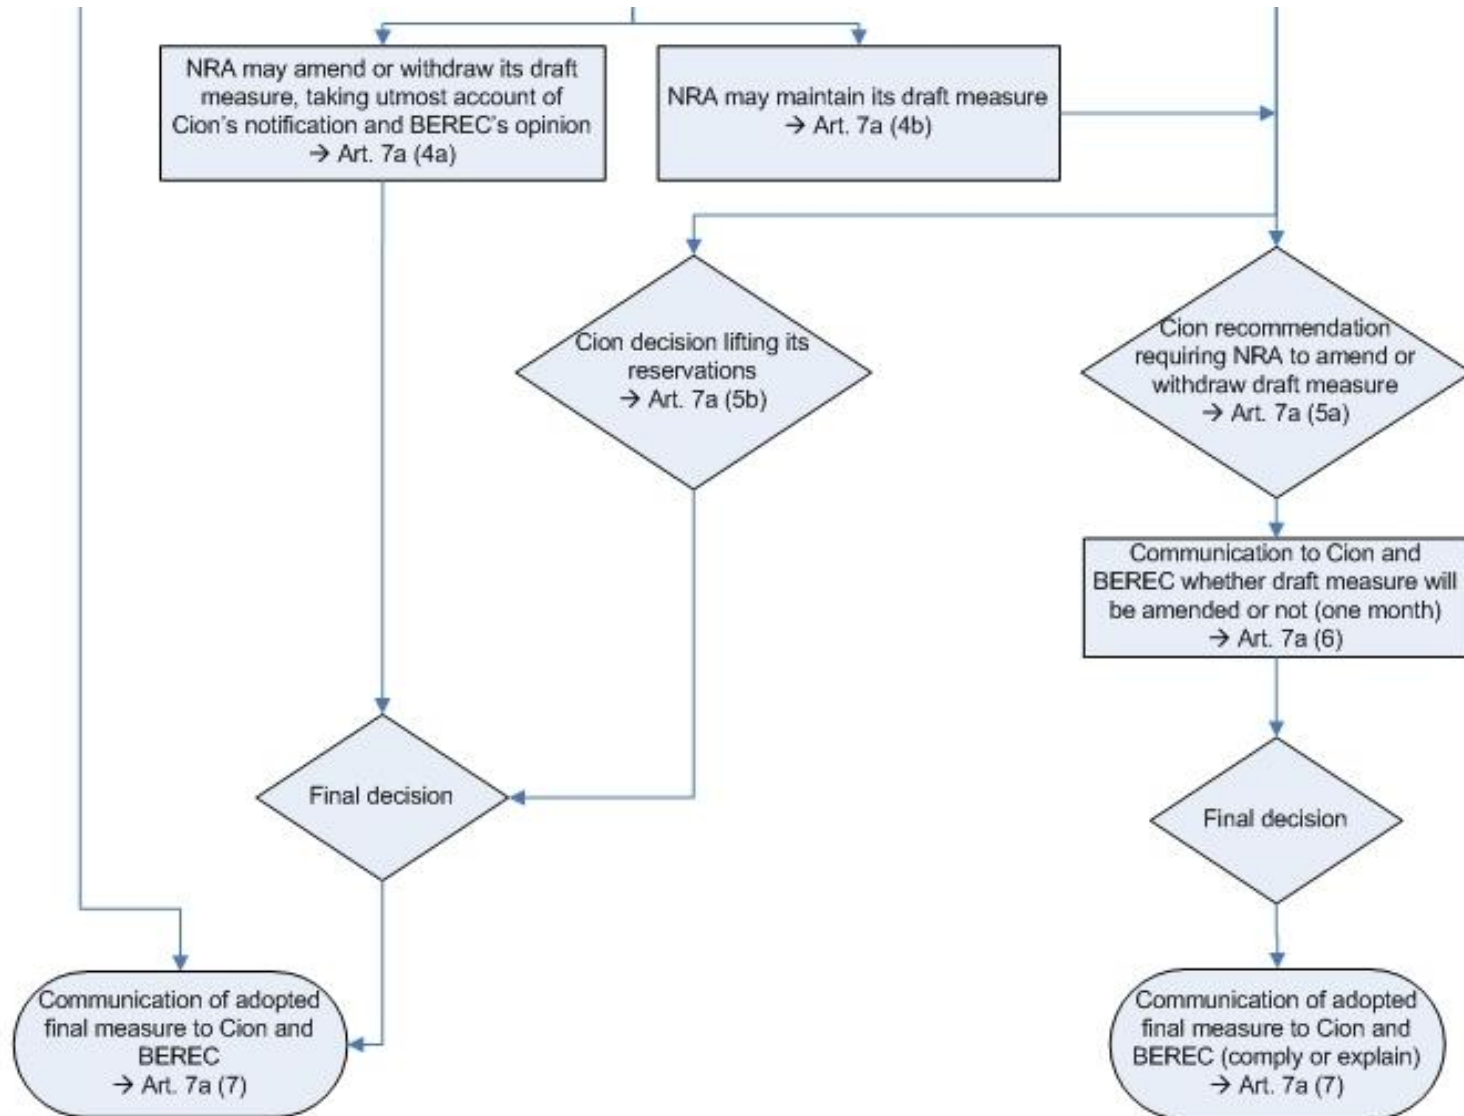 NRA may amend or withdraw its draft
measure, taking utmost account of
Cion's notification and BEREC's opinion
→ Art. 7a (4a)
NRA may maintain its draft measure
→ Art. 7a (4b)
Cion decision lifting its
reservations
→ Art. 7a (5b)
Cion recommendation
requiring NRA to amend or
withdraw draft measure
→ Art. 7a (5a)
Communication to Cion and
BEREC whether draft measure will
be amended or not (one month)
→ Art. 7a (6)
Final decision
Final decision
Communication of adopted
final measure to Cion and
BEREC
→ Art. 7a (7)
Communication of adopted
final measure to Cion and
BEREC (comply or explain)
→ Art. 7a (7)